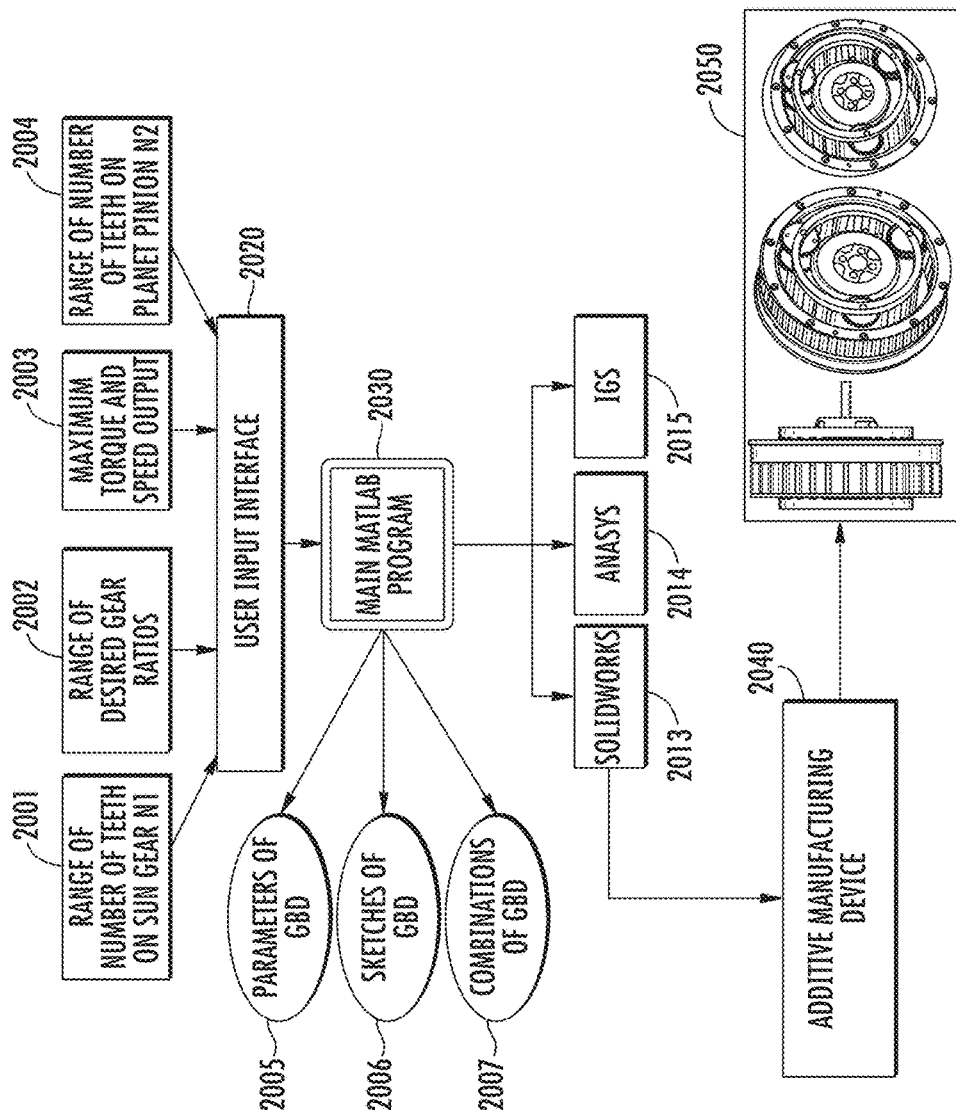 2001
RANGE OF
NUMBER OF TEETH
ON SUN GEAR N1
2002
RANGE OF
DESIRED GEAR
RATIOS
2003
MAXIMUM
TORQUE AND
SPEED OUTPUT
2004
RANGE OF NUMBER
OF TEETH ON
PLANET PINION N2
USER INPUT INTERFACE
2020
2030
MAIN MATLAB
PROGRAM
PARAMETERS OF
GBD
2005
SKETCHES OF
GBD
2006
COMBINATIONS
OF GBD
2007
SOLIDWORKS
2013
ANASYS
2014
IGS
2015
2040
ADDITIVE MANUFACTURING
DEVICE
2050